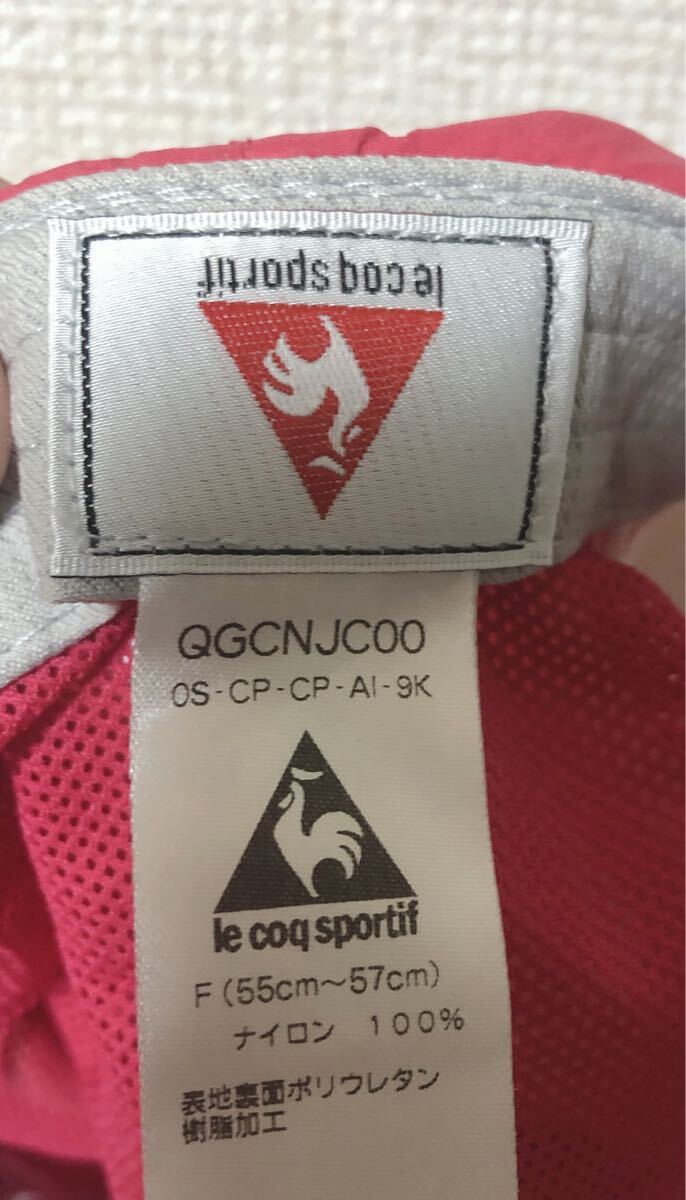 le coq sportif
QGCNJC00
OS-CP-CP-AI-9K
le coq sportif
F(55cm〜57cm)
ナイロン 100%
表地裏面ポリウレタン
樹脂加工